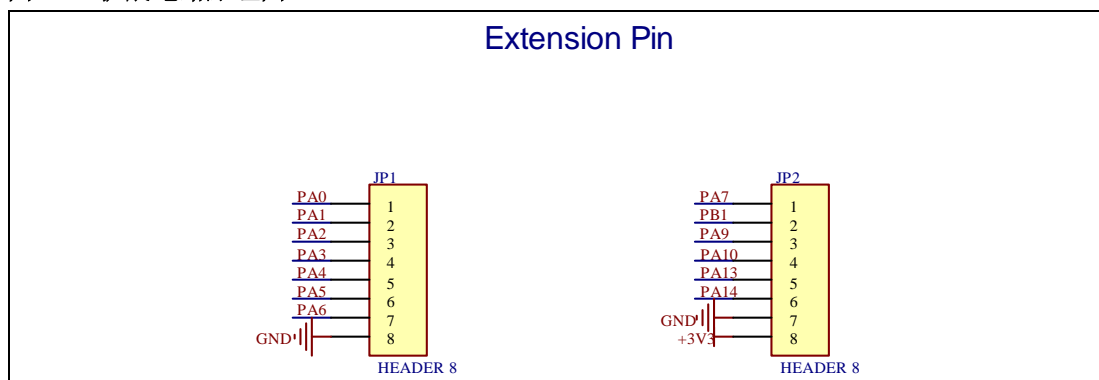 Extension Pin
JP1
PA0
1
PA1
2
PA2
3
PA3
4
PA4
5
PA5
6
PA6
7
GND
8
HEADER 8
JP2
PA7
1
PB1
2
PA9
3
PA10
4
PA13
5
PA14
6
GND
7
+3V3
8
HEADER 8